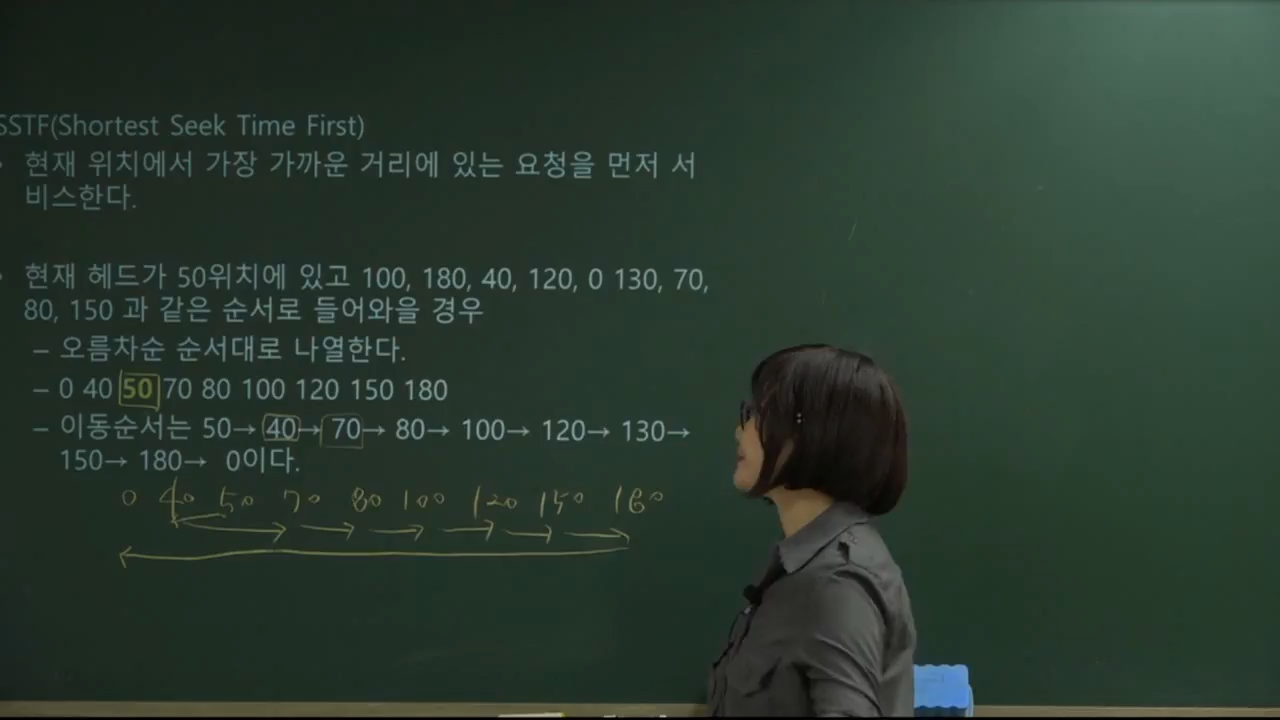 SSTF(Shortest Seek Time First)
현재 위치에서 가장 가까운 거리에 있는 요청을 먼저 서
비스한다.
현재 헤드가 50위치에 있고 100, 180, 40, 120, 0 130, 70,
80, 150 과 같은 순서로 들어와을 경우
– 오름차순 순서대로 나열한다.
– 0 40 50 70 80 100 120 150 180
– 이동순서는 50→ 40→ 70→ 80→ 100→ 120→ 130→
150→ 180→ 0이다.
0 40 50 70 80 100 120 150 180